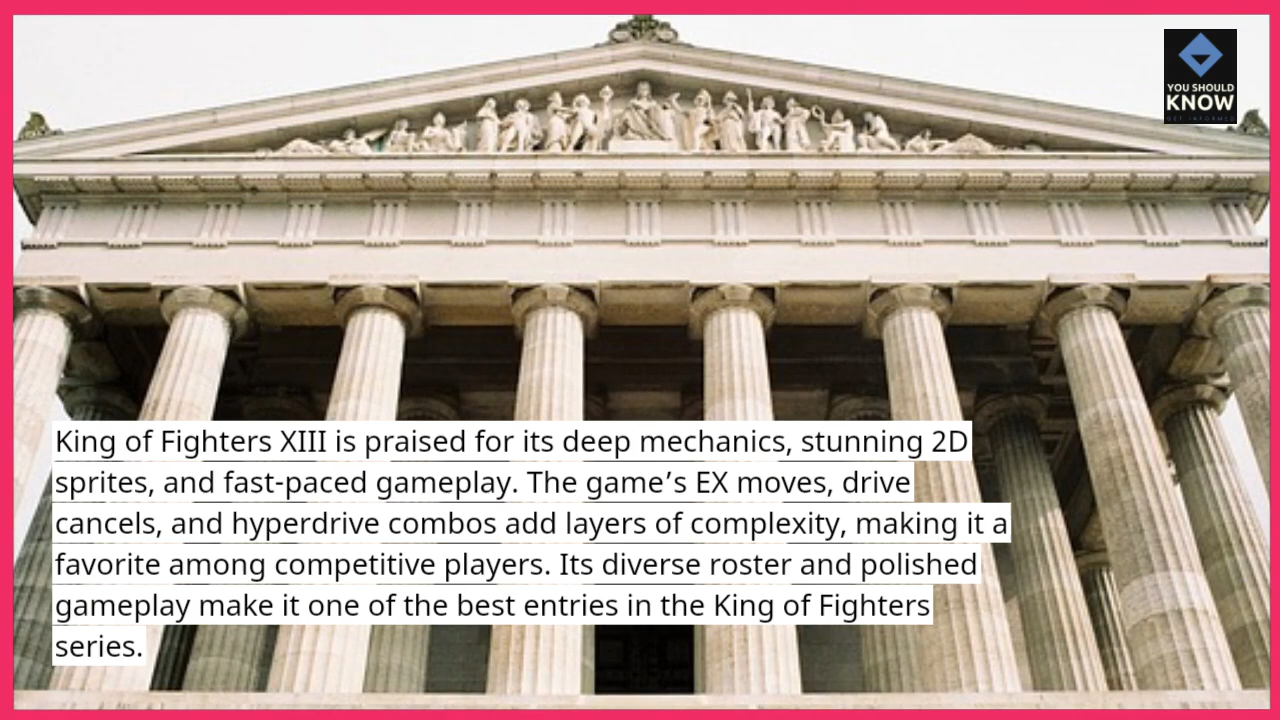 YOU SHOULD
KNOW
GET INFORMED
King of Fighters XIII is praised for its deep mechanics, stunning 2D
sprites, and fast-paced gameplay. The game’s EX moves, drive
cancels, and hyperdrive combos add layers of complexity, making it a
favorite among competitive players. Its diverse roster and polished
gameplay make it one of the best entries in the King of Fighters
series.